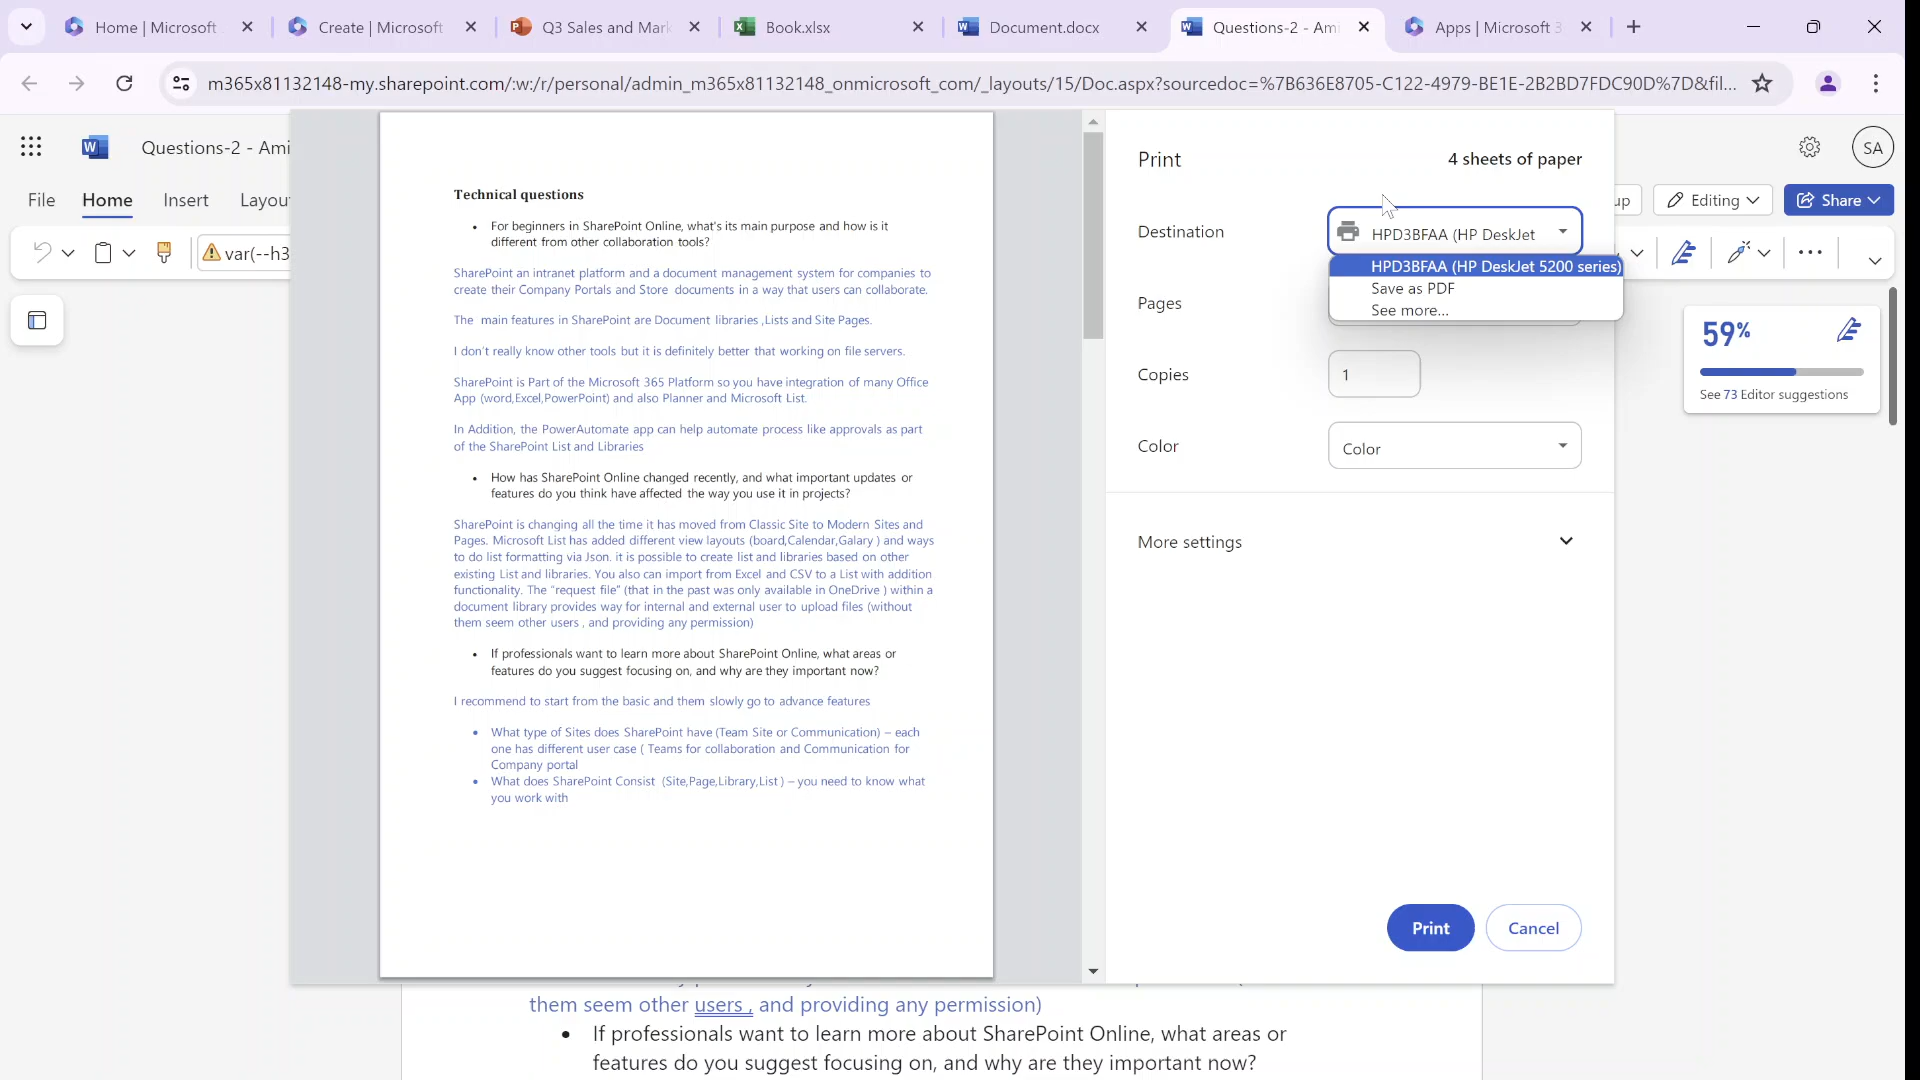 Home | Microsoft
Create | Microsoft
Q3 Sales and Mark
Book.xlsx
Document.docx
Questions-2 - Ami
Apps | Microsoft 3
m365x81132148-my.sharepoint.com/:w:/r/personal/admin_m365x81132148_onmicrosoft_com/_layouts/15/Doc.aspx?sourcedoc=%7B636E8705-C122-4979-BE1E-2B2BD7FDC90D%7D&fil...
Questions-2 - Ami
SA
File
Home
Insert
Layou
up
Editing
Share
var(--h3
59%
See 73 Editor suggestions
Technical questions
• For beginners in SharePoint Online, what's its main purpose and how is it
different from other collaboration tools?
SharePoint an intranet platform and a document management system for companies to
create their Company Portals and Store documents in a way that users can collaborate.
The main features in SharePoint are Document libraries ,Lists and Site Pages.
I don't really know other tools but it is definitely better that working on file servers.
SharePoint is Part of the Microsoft 365 Platform so you have integration of many Office
App (word,Excel,PowerPoint) and also Planner and Microsoft List.
In Addition, the PowerAutomate app can help automate process like approvals as part
of the SharePoint List and Libraries
• How has SharePoint Online changed recently, and what important updates or
features do you think have affected the way you use it in projects?
SharePoint is changing all the time it has moved from Classic Site to Modern Sites and
Pages. Microsoft List has added different view layouts (board,Calendar,Galary ) and ways
to do list formatting via Json. it is possible to create list and libraries based on other
existing List and libraries. You also can import from Excel and CSV to a List with addition
functionality. The "request file" (that in the past was only available in OneDrive ) within a
document library provides way for internal and external user to upload files (without
them seem other users , and providing any permission)
• If professionals want to learn more about SharePoint Online, what areas or
features do you suggest focusing on, and why are they important now?
I recommend to start from the basic and them slowly go to advance features
• What type of Sites does SharePoint have (Team Site or Communication) – each
one has different user case ( Teams for collaboration and Communication for
Company portal
• What does SharePoint Consist (Site,Page,Library,List ) – you need to know what
you work with
Print
4 sheets of paper
Destination
HPD3BFAA (HP DeskJet
HPD3BFAA (HP DeskJet 5200 series)
Save as PDF
See more...
Pages
Copies
1
Color
Color
More settings
Print
Cancel
them seem other users , and providing any permission)
• If professionals want to learn more about SharePoint Online, what areas or
features do you suggest focusing on, and why are they important now?